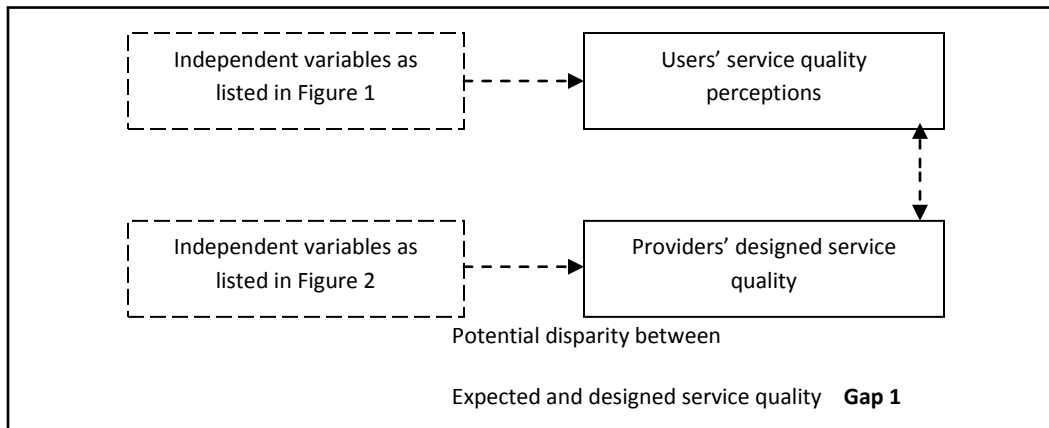 Independent variables as
listed in Figure 1
Users’ service quality
perceptions
Independent variables as
listed in Figure 2
Providers’ designed service
quality
Potential disparity between
Expected and designed service quality Gap 1